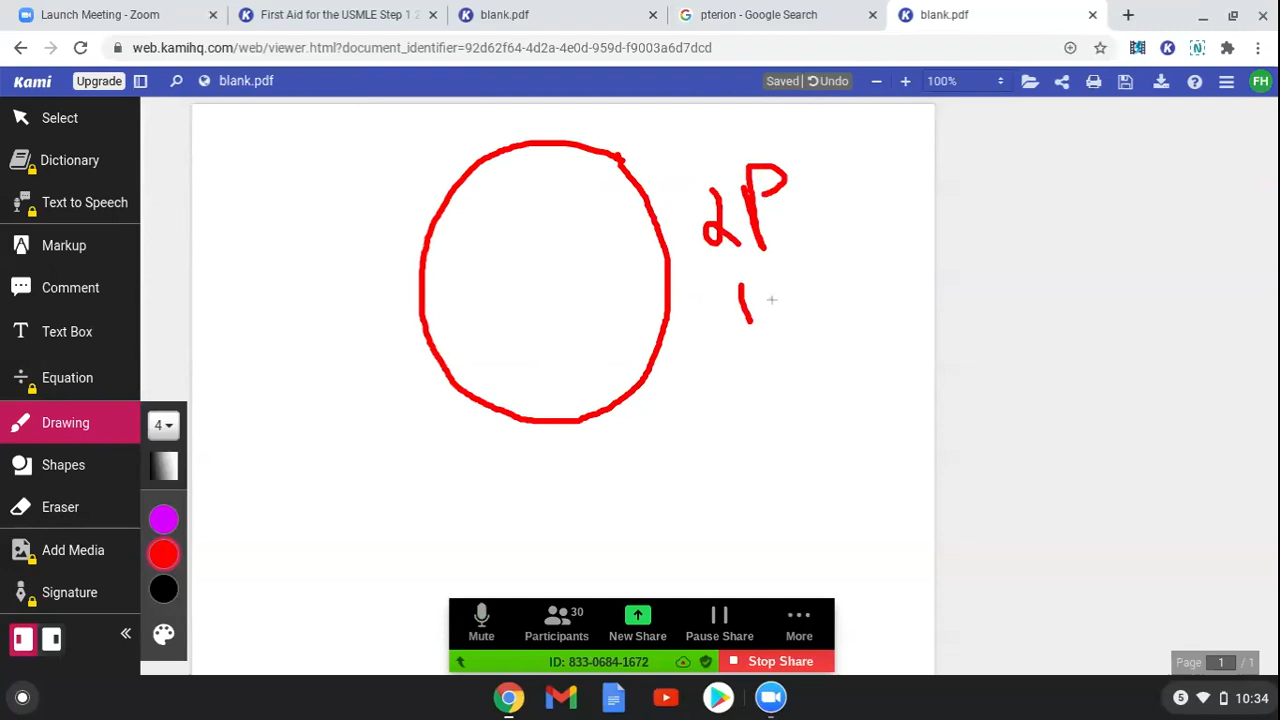 Launch Meeting - Zoom
First Aid for the USMLE Step 1 2
blank.pdf
pterion - Google Search
blank.pdf
web.kamihq.com/web/viewer.html?document_identifier=92d62f64-4d2a-4e0d-959d-f9003a6d7dcd
Kami
Upgrade
blank.pdf
Saved
Undo
100%
FH
Select
Dictionary
Text to Speech
Markup
Comment
Text Box
Equation
Drawing
4
Shapes
Eraser
Add Media
Signature
2P
30
Mute
Participants
New Share
Pause Share
More
ID: 833-0684-1672
Stop Share
Page 1 / 1
5
10:34